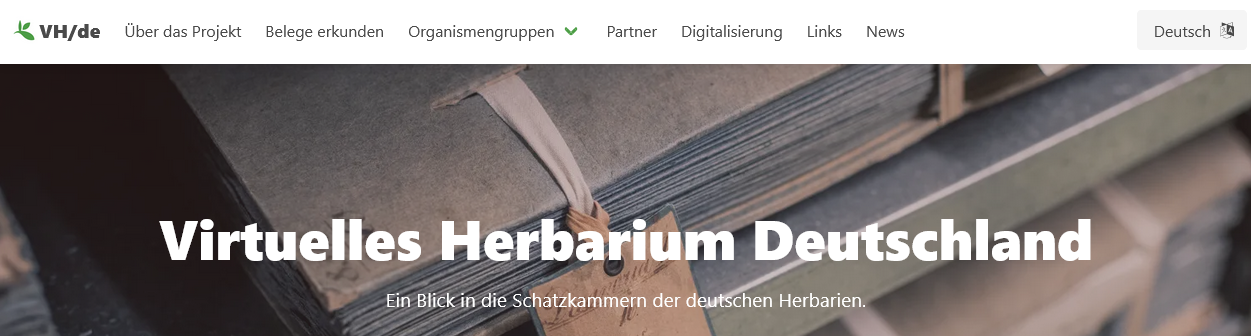 VH/de Über das Projekt Belege erkunden Organismengruppen Partner Digitalisierung Links News Deutsch
Virtuelles Herbarium Deutschland
Ein Blick in die Schatzkammern der deutschen Herbarien.